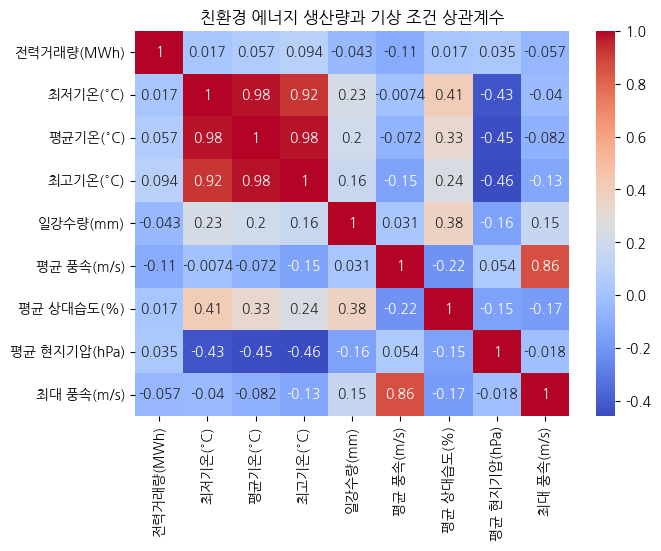 친환경 에너지 생산량과 기상 조건 상관계수
전력거래량(MWh) 1 0.017 0.057 0.094 -0.043 -0.11 0.017 0.035 -0.057
최저기온(˚C) 0.017 1 0.98 0.92 0.23 -0.0074 0.41 -0.43 -0.04
평균기온(˚C) 0.057 0.98 1 0.98 0.2 -0.072 0.33 -0.45 -0.082
최고기온(˚C) 0.094 0.92 0.98 1 0.16 -0.15 0.24 -0.46 -0.13
일강수량(mm) -0.043 0.23 0.2 0.16 1 0.031 0.38 -0.16 0.15
평균 풍속(m/s) -0.11 -0.0074 -0.072 -0.15 0.031 1 -0.22 0.054 0.86
평균 상대습도(%) 0.017 0.41 0.33 0.24 0.38 -0.22 1 -0.15 -0.17
평균 현지기압(hPa) 0.035 -0.43 -0.45 -0.46 -0.16 0.054 -0.15 1 -0.018
최대 풍속(m/s) -0.057 -0.04 -0.082 -0.13 0.15 0.86 -0.17 -0.018 1
전력거래량(MWh)
최저기온(˚C)
평균기온(˚C)
최고기온(˚C)
일강수량(mm)
평균 풍속(m/s)
평균 상대습도(%)
평균 현지기압(hPa)
최대 풍속(m/s)
1.0
0.8
0.6
0.4
0.2
0.0
-0.2
-0.4